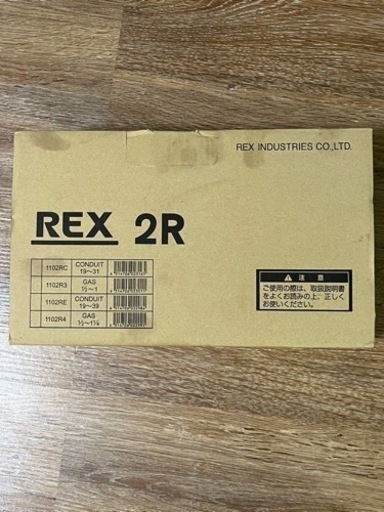 REX INDUSTRIES CO.,LTD.
REX 2R
1102RC CONDUIT 19〜31
1102R3 GAS ½〜1
1102RE CONDUIT 19〜39
1102R4 GAS ½〜1¼
⚠ 注意
ご使用の際は、取扱説明書
をよくお読みの上、正しく
お使いください。